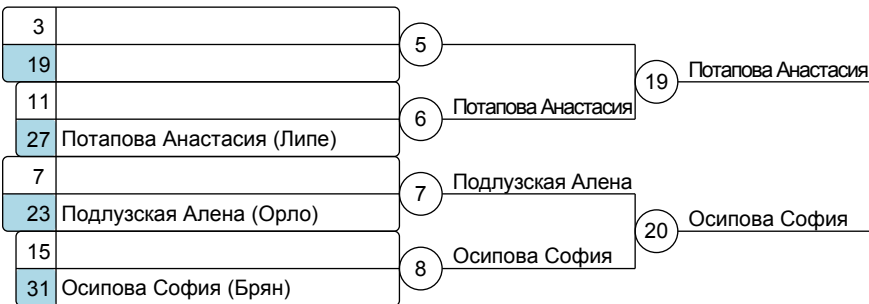 3
19
5
19
Потапова Анастасия
11
27 Потапова Анастасия (Липе)
6
Потапова Анастасия
7
23 Подлузская Алена (Орло)
7
Подлузская Алена
20
Осипова София
15
31 Осипова София (Брян)
8
Осипова София